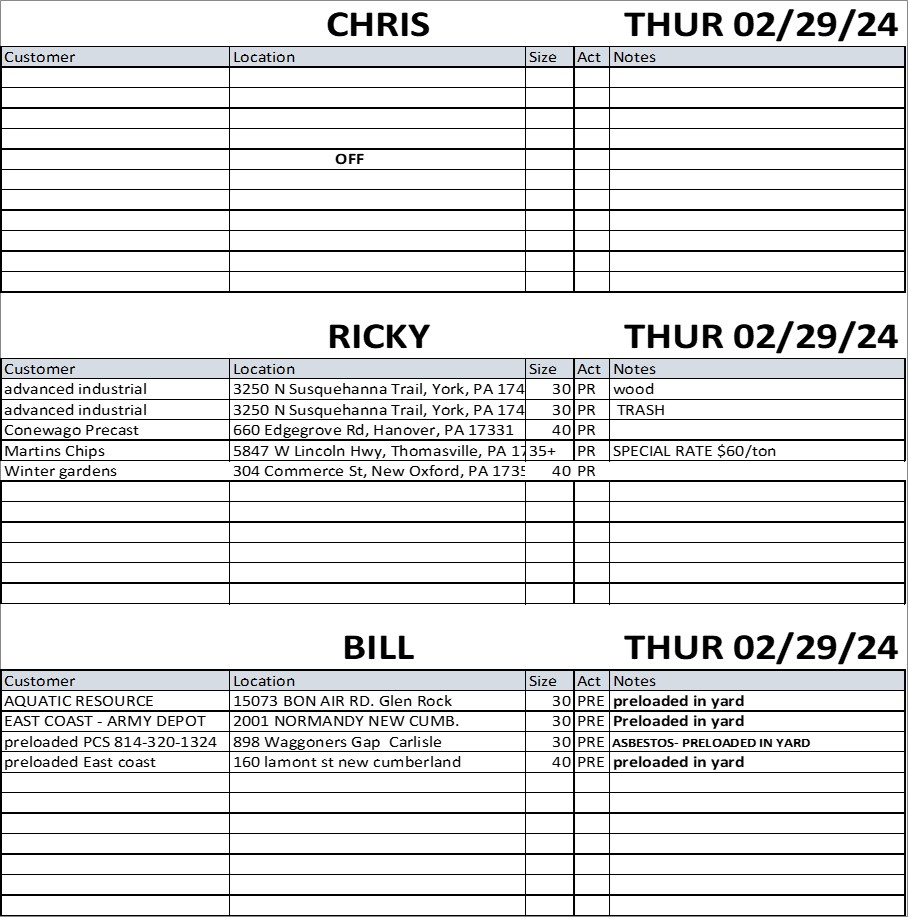 CHRIS THUR 02/29/24
Customer Location Size Act Notes
OFF
RICKY THUR 02/29/24
Customer Location Size Act Notes
advanced industrial 3250 N Susquehanna Trail, York, PA 174 30 PR wood
advanced industrial 3250 N Susquehanna Trail, York, PA 174 30 PR TRASH
Conewago Precast 660 Edgegrove Rd, Hanover, PA 17331 40 PR
Martins Chips 5847 W Lincoln Hwy, Thomasville, PA 1735+ PR SPECIAL RATE $60/ton
Winter gardens 304 Commerce St, New Oxford, PA 1735 40 PR
BILL THUR 02/29/24
Customer Location Size Act Notes
AQUATIC RESOURCE 15073 BON AIR RD. Glen Rock 30 PRE preloaded in yard
EAST COAST - ARMY DEPOT 2001 NORMANDY NEW CUMB. 30 PRE Preloaded in yard
preloaded PCS 814-320-1324 898 Waggoners Gap Carlisle 30 PRE ASBESTOS- PRELOADED IN YARD
preloaded East coast 160 lamont st new cumberland 40 PRE preloaded in yard